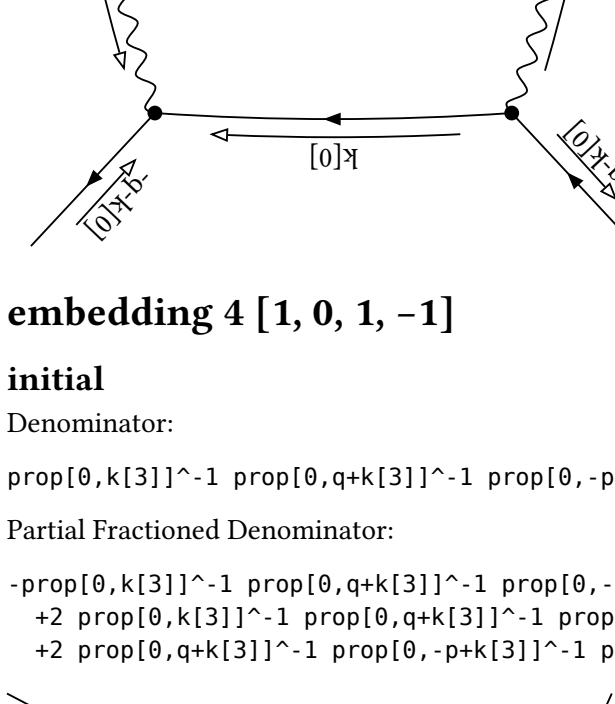 k[0]
-q-k[0]
embedding 4 [1, 0, 1, −1]
initial
Denominator:
prop[0,k[3]]^-1 prop[0,q+k[3]]^-1 prop[0,-p
Partial Fractioned Denominator:
-prop[0,k[3]]^-1 prop[0,q+k[3]]^-1 prop[0,-
+2 prop[0,k[3]]^-1 prop[0,q+k[3]]^-1 prop
+2 prop[0,q+k[3]]^-1 prop[0,-p+k[3]]^-1 p